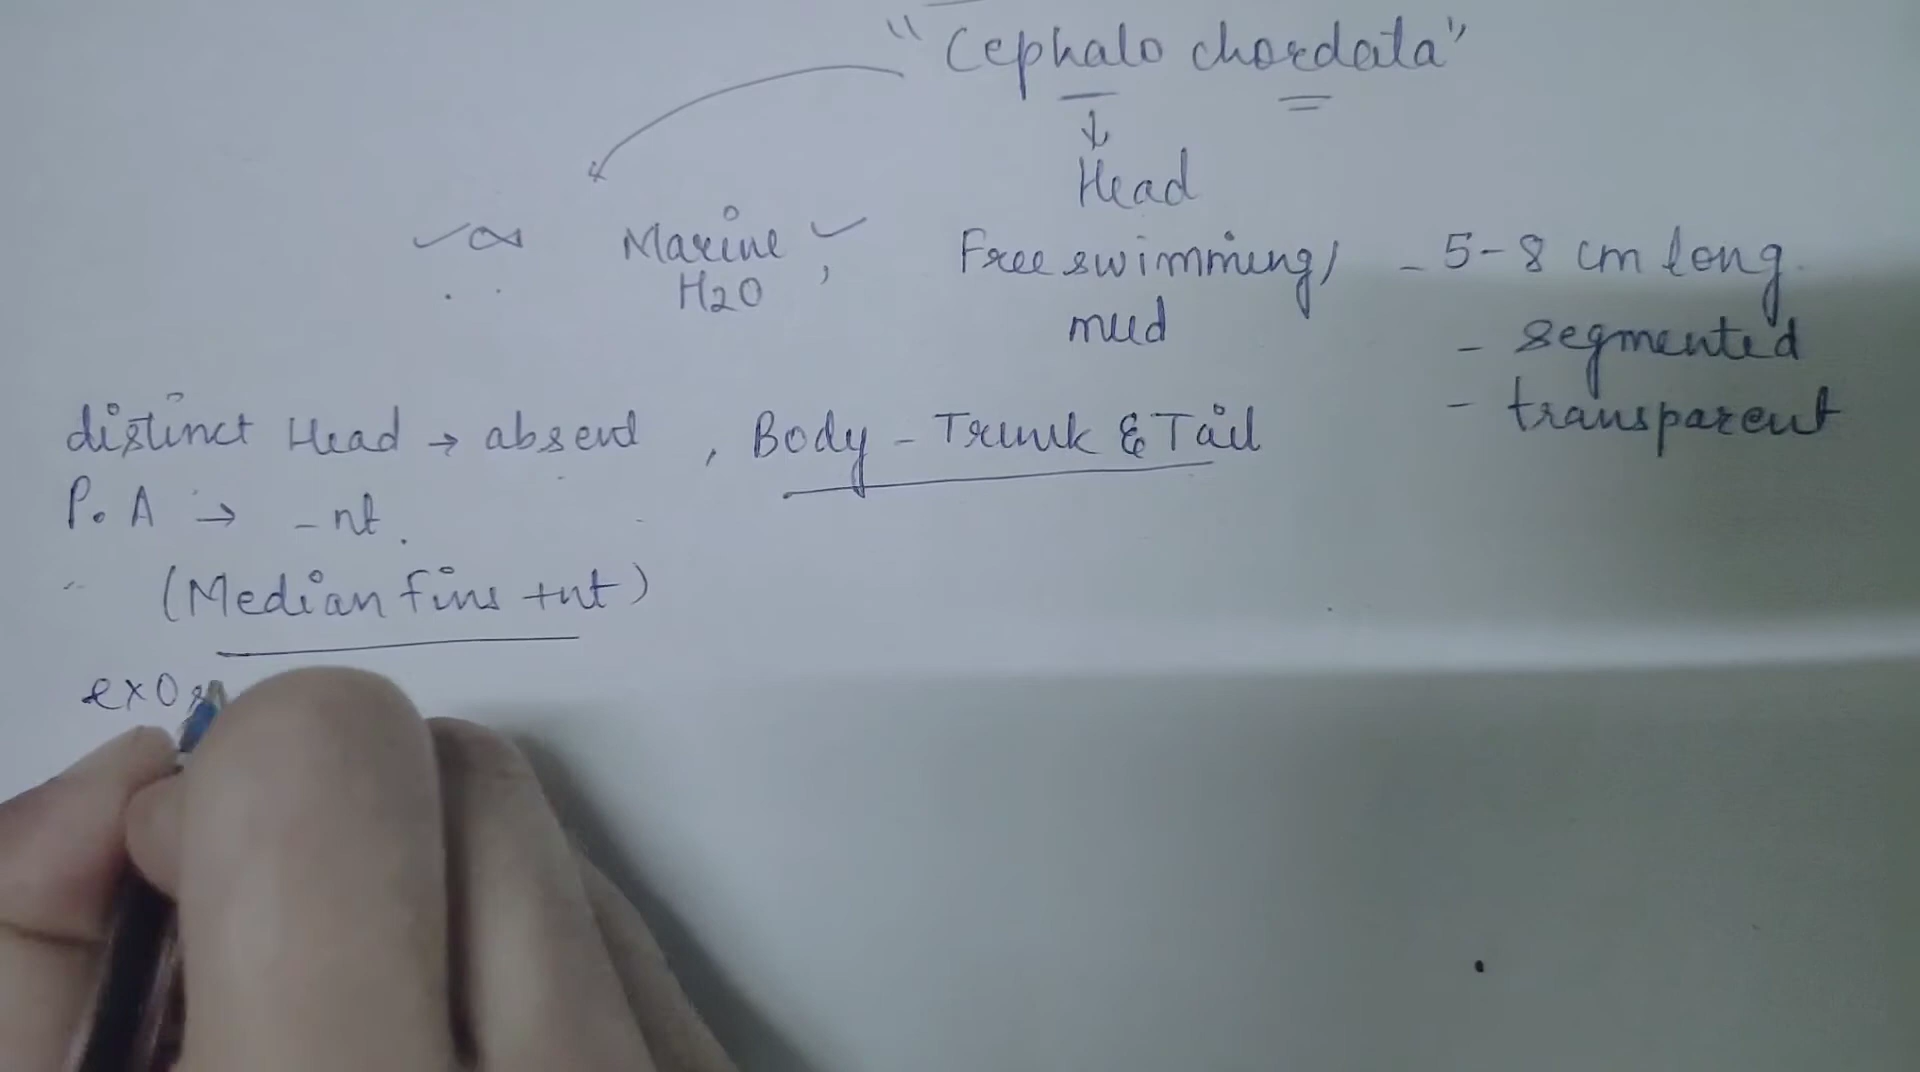 "Cephalo chordata"
↓
Head
Marine, Free swimming/ - 5-8 cm long
H2O mud - segmented
- transparent
distinct Head → absent, Body - Trunk & Tail
P.A → -nt.
(Median fins +nt)
exos